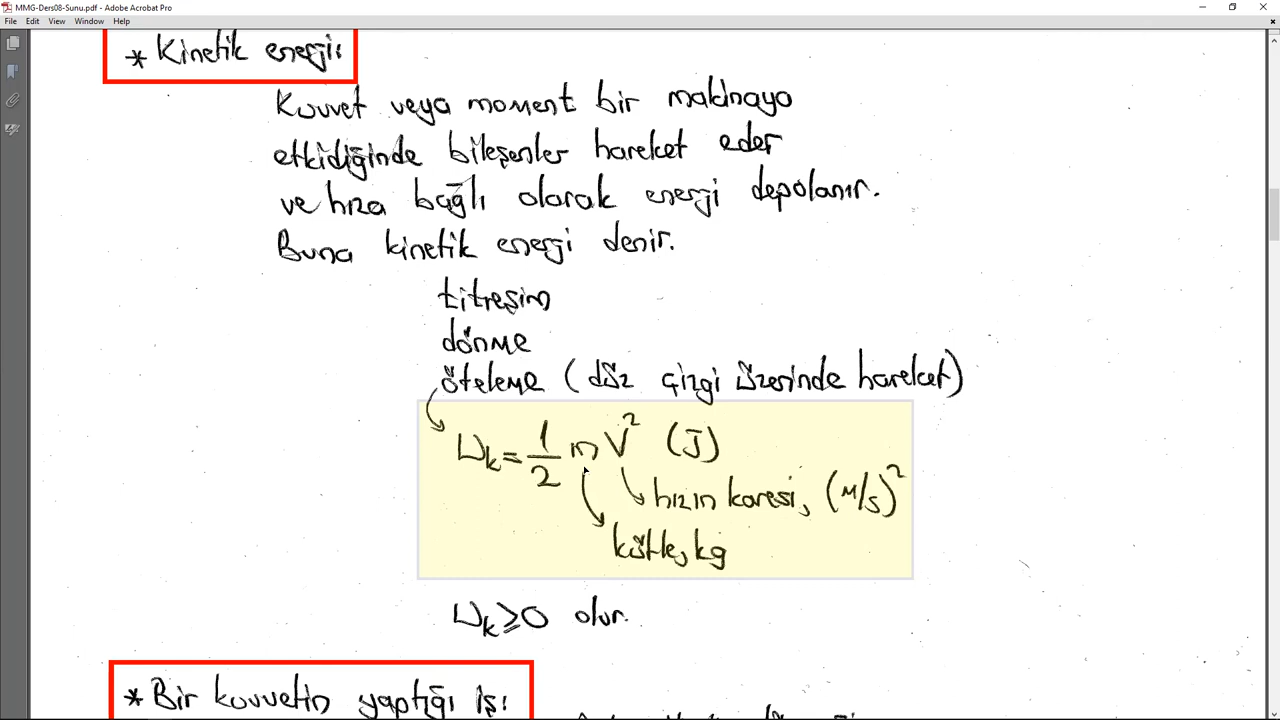 MMG-Ders08-Sunu.pdf - Adobe Acrobat Pro
File Edit View Window Help
* Kinetik enerji:
Kuvvet veya moment bir makinaya
etkidiğinde bileşenler hareket eder
ve hıza bağlı olarak enerji depolanır.
Buna kinetik enerji denir.
titreşim
dönme
öteleme (düz çizgi üzerinde hareket)
Wk = 1/2 m V² (J)
hızın karesi, (m/s)²
kütle, kg
Wk ≥ 0 olur.
* Bir kuvvetin yaptığı iş: